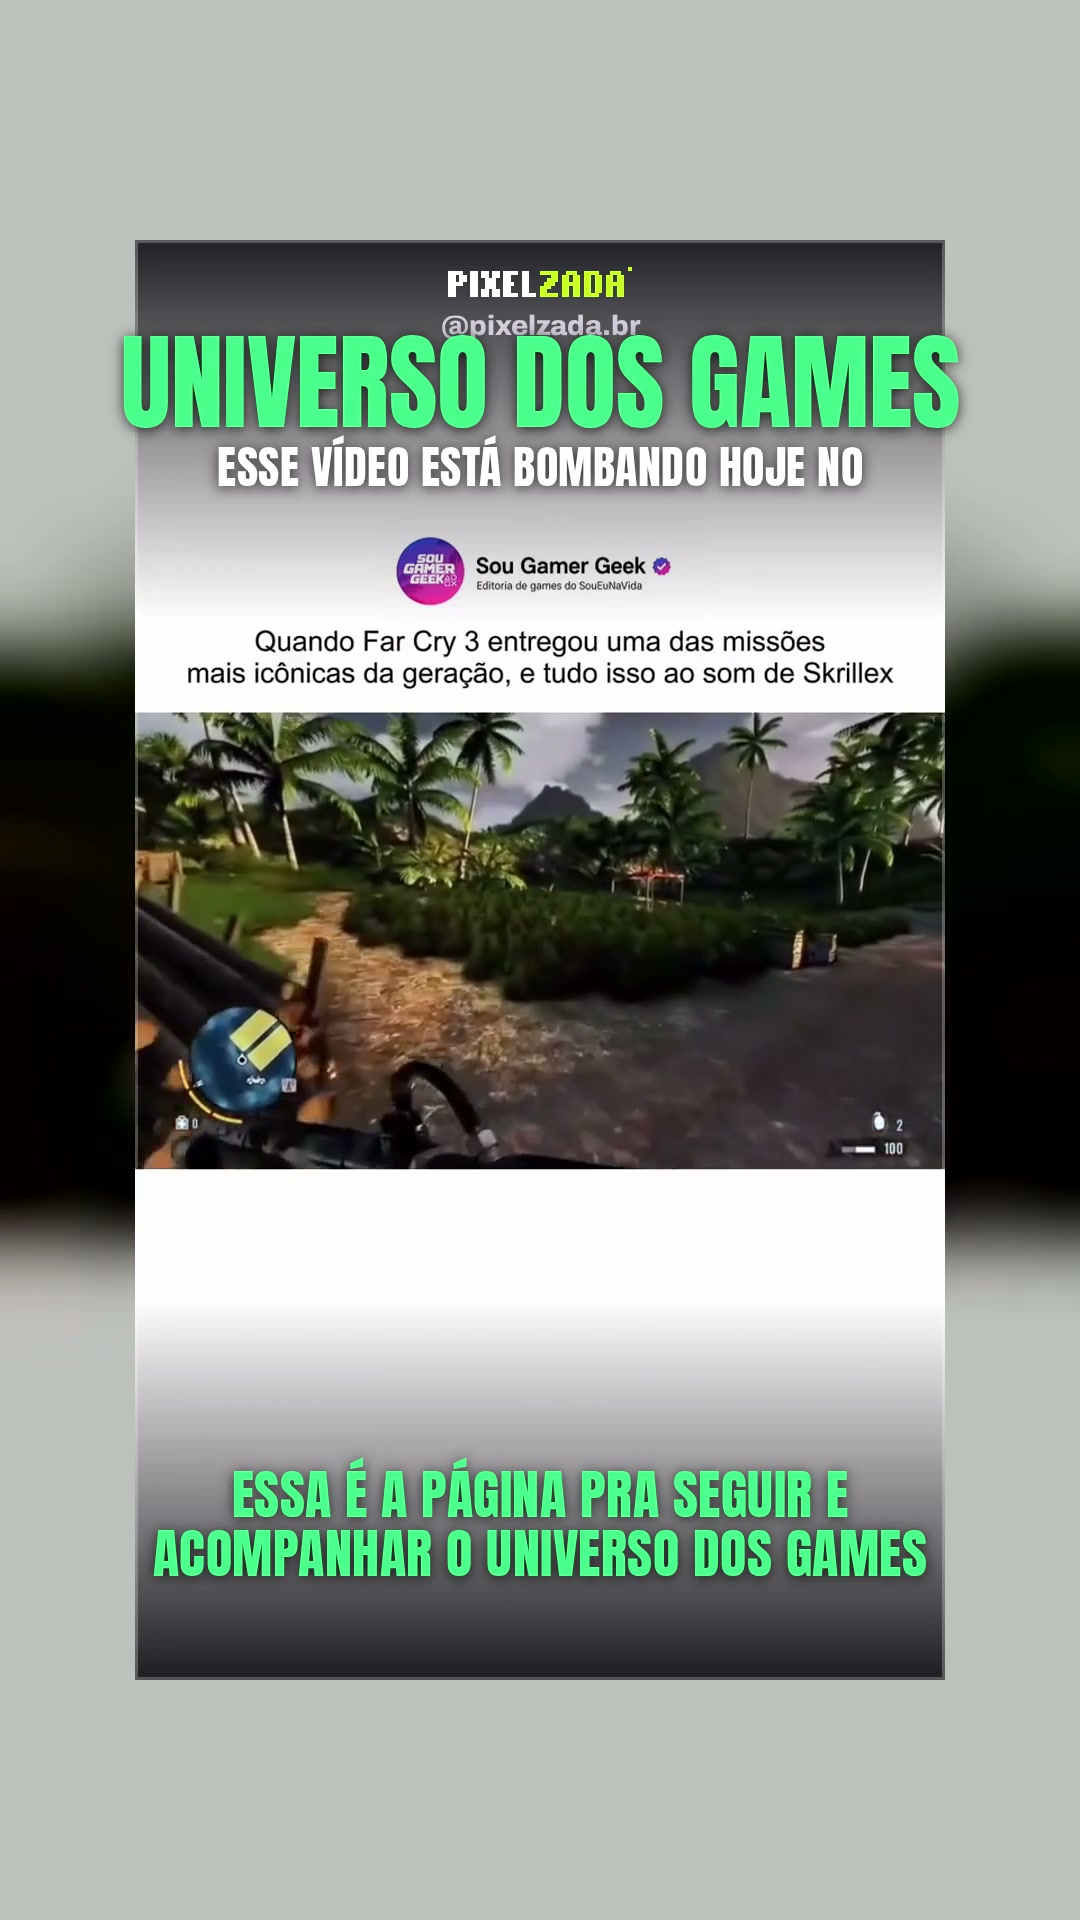 PIXELZADA
@pixelzada.br
UNIVERSO DOS GAMES
ESSE VÍDEO ESTÁ BOMBANDO HOJE NO
SOU
GAMER
GEEK
Sou Gamer Geek
Editoria de games do SouEuNaVida
Quando Far Cry 3 entregou uma das missões
mais icônicas da geração, e tudo isso ao som de Skrillex
0
2
100
ESSA É A PÁGINA PRA SEGUIR E
ACOMPANHAR O UNIVERSO DOS GAMES